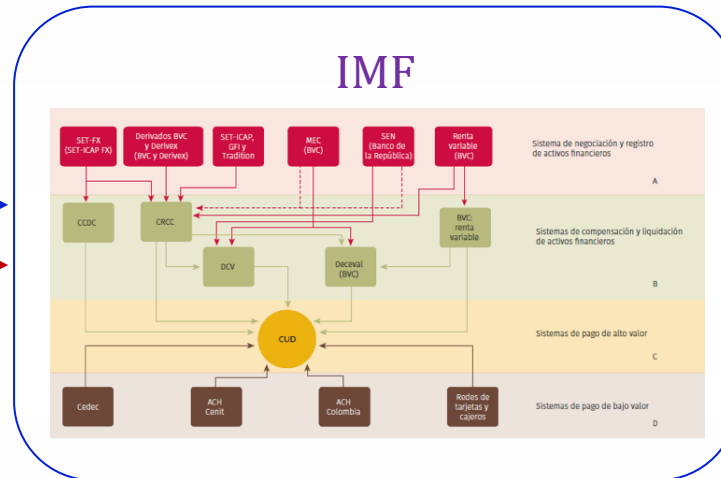 IMF
SET-FX
(SET-ICAP FX)
Derivados BVC
y Derivex
(BVC y Derivex)
SET-ICAP,
GFI y
Tradition
MEC
(BVC)
SEN
(Banco de
la República)
Renta
variable
(BVC)
Sistema de negociación y registro
de activos financieros
A
CCDC
CRCC
BVC:
renta
variable
Sistemas de compensación y liquidación
de activos financieros
DCV
Deceval
(BVC)
B
CUD
Sistemas de pago de alto valor
C
Cedec
ACH
Cenit
ACH
Colombia
Redes de
tarjetas y
cajeros
Sistemas de pago de bajo valor
D